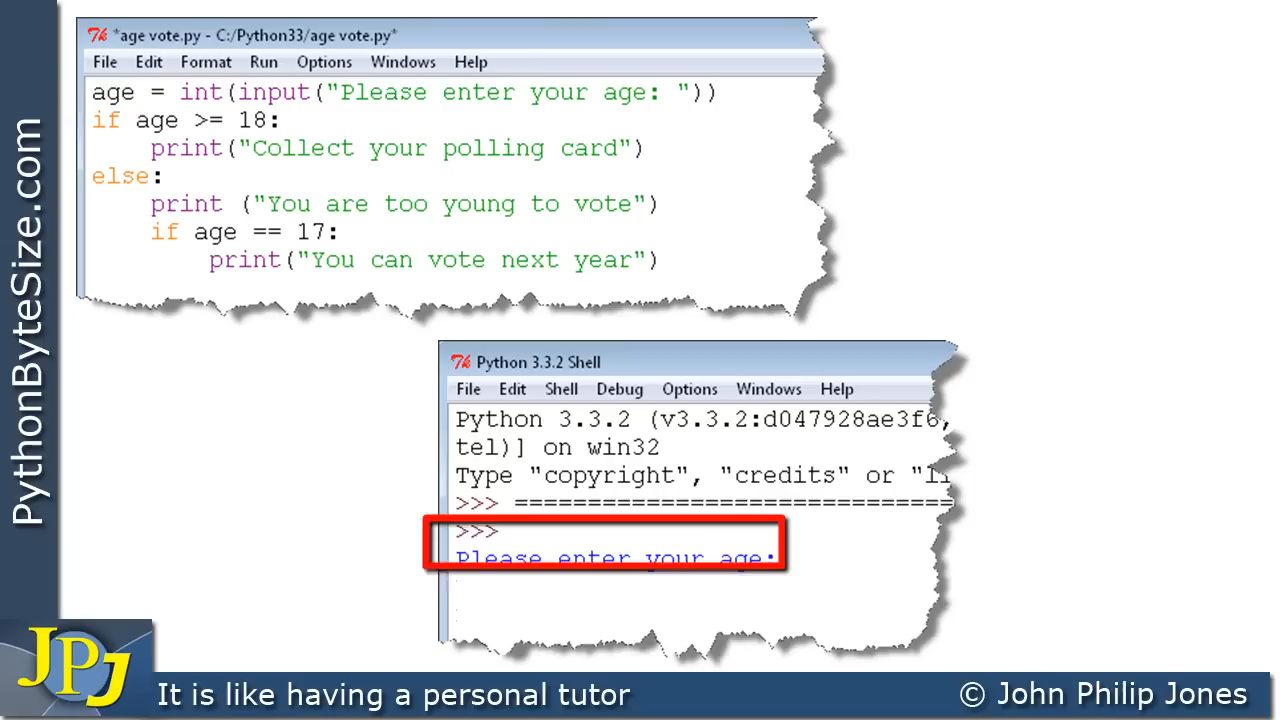 *age vote.py - C:/Python33/age vote.py*
File Edit Format Run Options Windows Help
age = int(input("Please enter your age: "))
if age >= 18:
    print("Collect your polling card")
else:
    print ("You are too young to vote")
    if age == 17:
        print("You can vote next year")
Python 3.3.2 Shell
File Edit Shell Debug Options Windows Help
Python 3.3.2 (v3.3.2:d047928ae3f6,
tel)] on win32
Type "copyright", "credits" or "li
>>> ==============================
>>>
Please enter your age:
PythonByteSize.com
JPJ
It is like having a personal tutor
© John Philip Jones